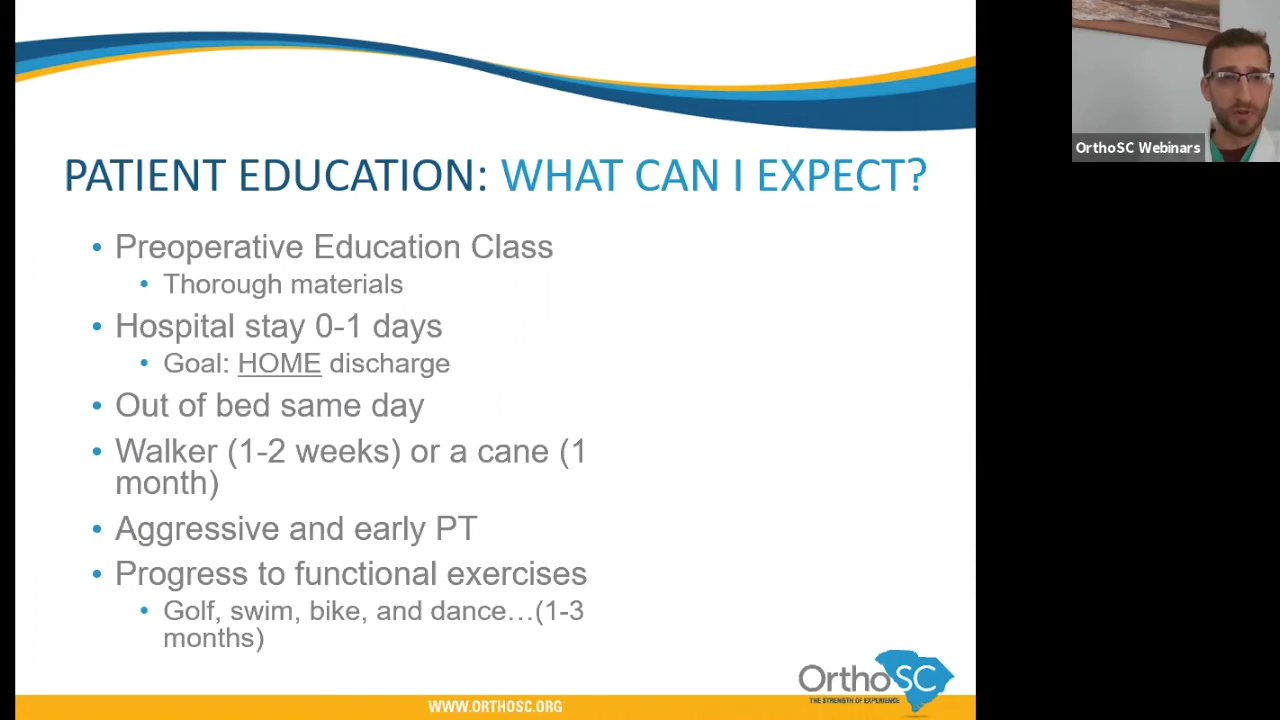 OrthoSC Webinars
PATIENT EDUCATION: WHAT CAN I EXPECT?
• Preoperative Education Class
• Thorough materials
• Hospital stay 0-1 days
• Goal: HOME discharge
• Out of bed same day
• Walker (1-2 weeks) or a cane (1
month)
• Aggressive and early PT
• Progress to functional exercises
• Golf, swim, bike, and dance…(1-3
months)
OrthoSC
THE STRENGTH OF EXPERIENCE
WWW.ORTHOSC.ORG